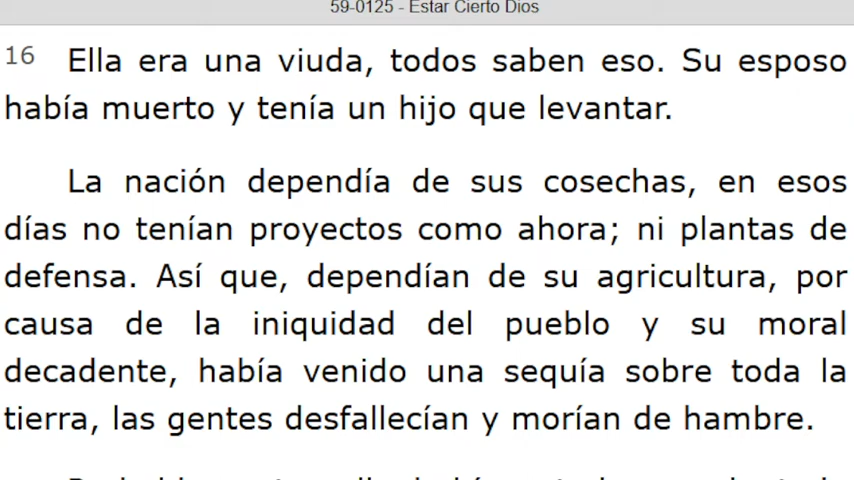 59-0125 - Estar Cierto Dios
16 Ella era una viuda, todos saben eso. Su esposo
había muerto y tenía un hijo que levantar.
La nación dependía de sus cosechas, en esos
días no tenían proyectos como ahora; ni plantas de
defensa. Así que, dependían de su agricultura, por
causa de la iniquidad del pueblo y su moral
decadente, había venido una sequía sobre toda la
tierra, las gentes desfallecían y morían de hambre.